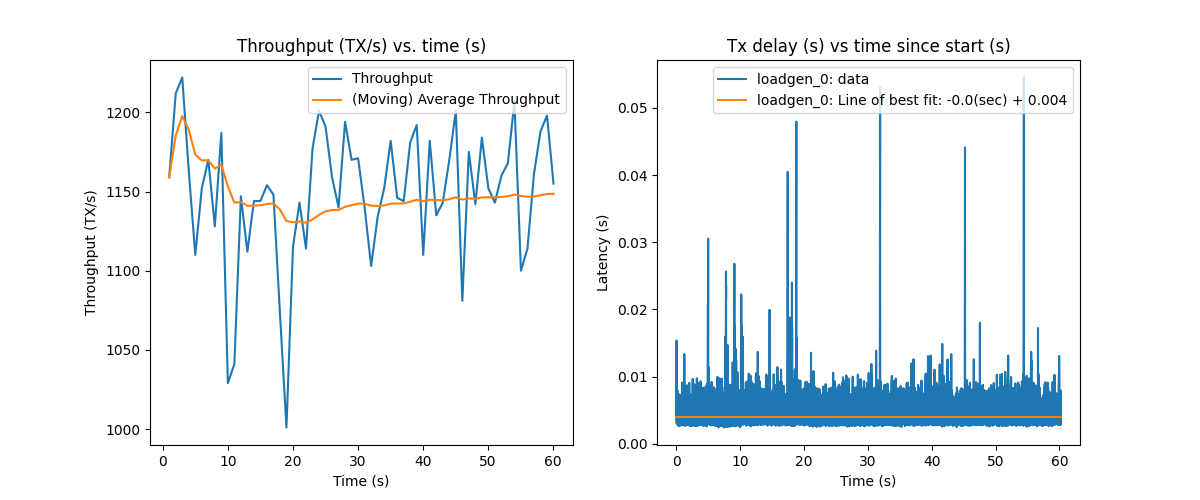 Throughput (TX/s) vs. time (s)
Throughput (TX/s)
1200
1150
1100
1050
1000
Throughput
(Moving) Average Throughput
0 10 20 30 40 50 60
Time (s)
Tx delay (s) vs time since start (s)
Latency (s)
0.05
0.04
0.03
0.02
0.01
0.00
loadgen_0: data
loadgen_0: Line of best fit: -0.0(sec) + 0.004
0 10 20 30 40 50 60
Time (s)